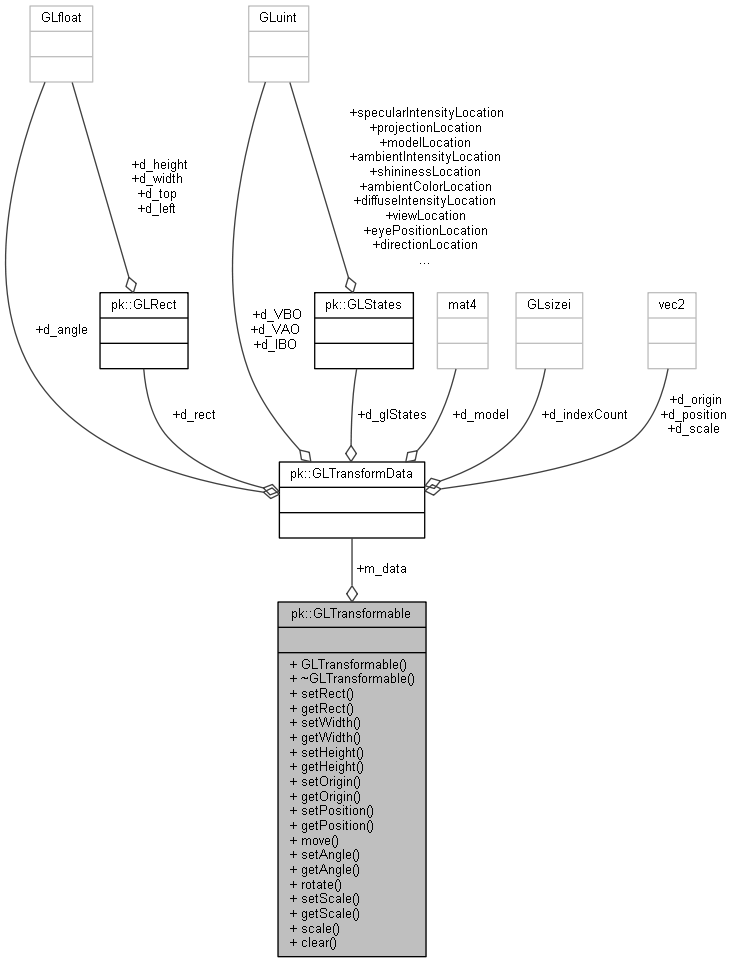 GLfloat
GLuint
+specularIntensityLocation
+projectionLocation
+modelLocation
+ambientIntensityLocation
+shininessLocation
+ambientColorLocation
+diffuseIntensityLocation
+viewLocation
+eyePositionLocation
+directionLocation
...
+d_height
+d_width
+d_top
+d_left
pk::GLRect
pk::GLStates
mat4
GLsizei
vec2
+d_angle
+d_VBO
+d_VAO
+d_IBO
+d_rect
+d_glStates
+d_model
+d_indexCount
+d_origin
+d_position
+d_scale
pk::GLTransformData
+m_data
pk::GLTransformable
+ GLTransformable()
+ ~GLTransformable()
+ setRect()
+ getRect()
+ setWidth()
+ getWidth()
+ setHeight()
+ getHeight()
+ setOrigin()
+ getOrigin()
+ setPosition()
+ getPosition()
+ move()
+ setAngle()
+ getAngle()
+ rotate()
+ setScale()
+ getScale()
+ scale()
+ clear()